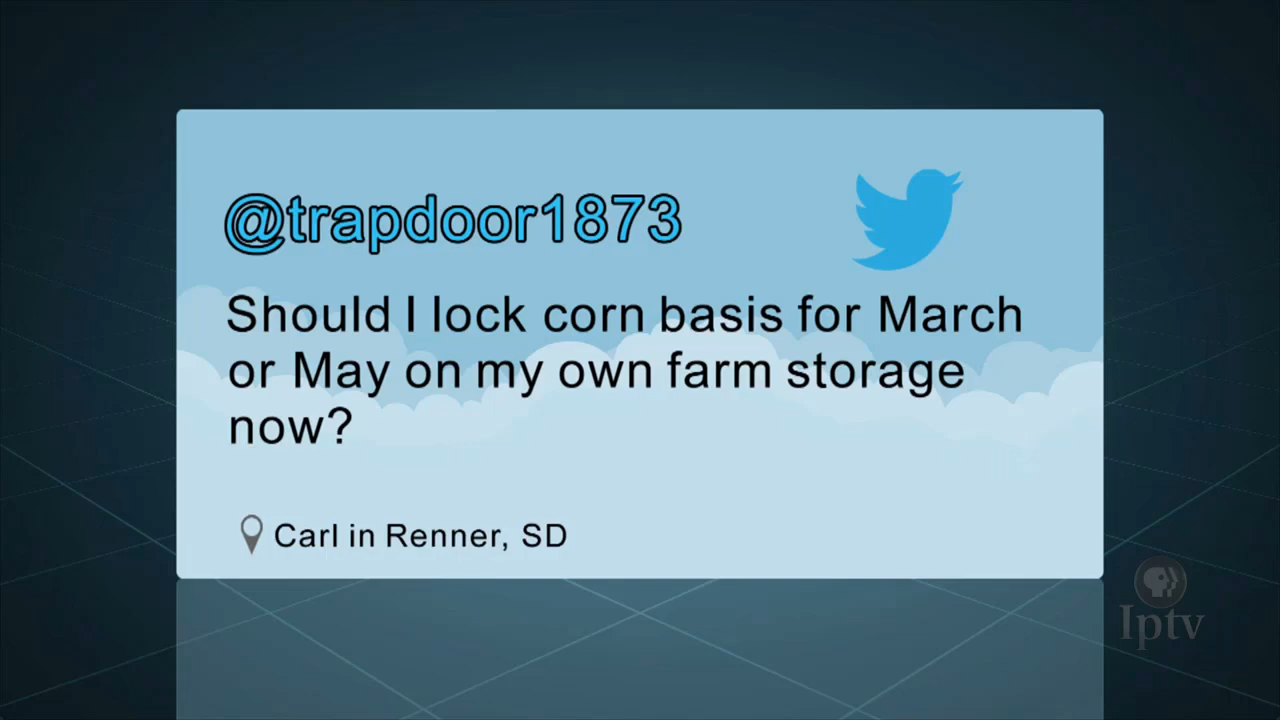 @trapdoor1873
Should I lock corn basis for March
or May on my own farm storage
now?
Carl in Renner, SD
Iptv